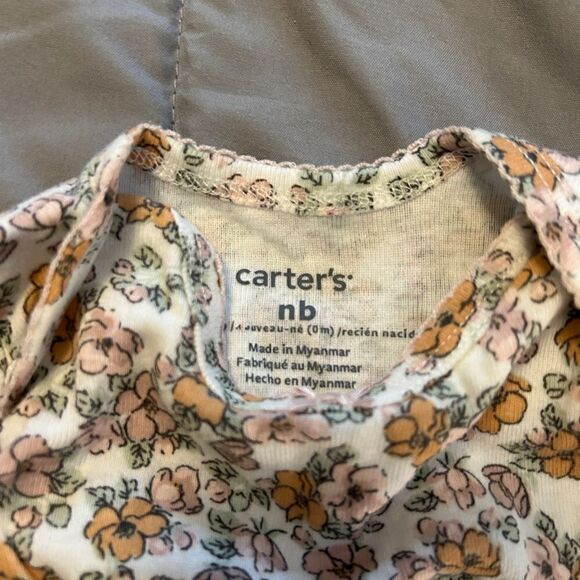 carter's
nb
(0m) /recién
Made in Myanmar
Fabriqué au Myanmar
Hecho en Myanmar